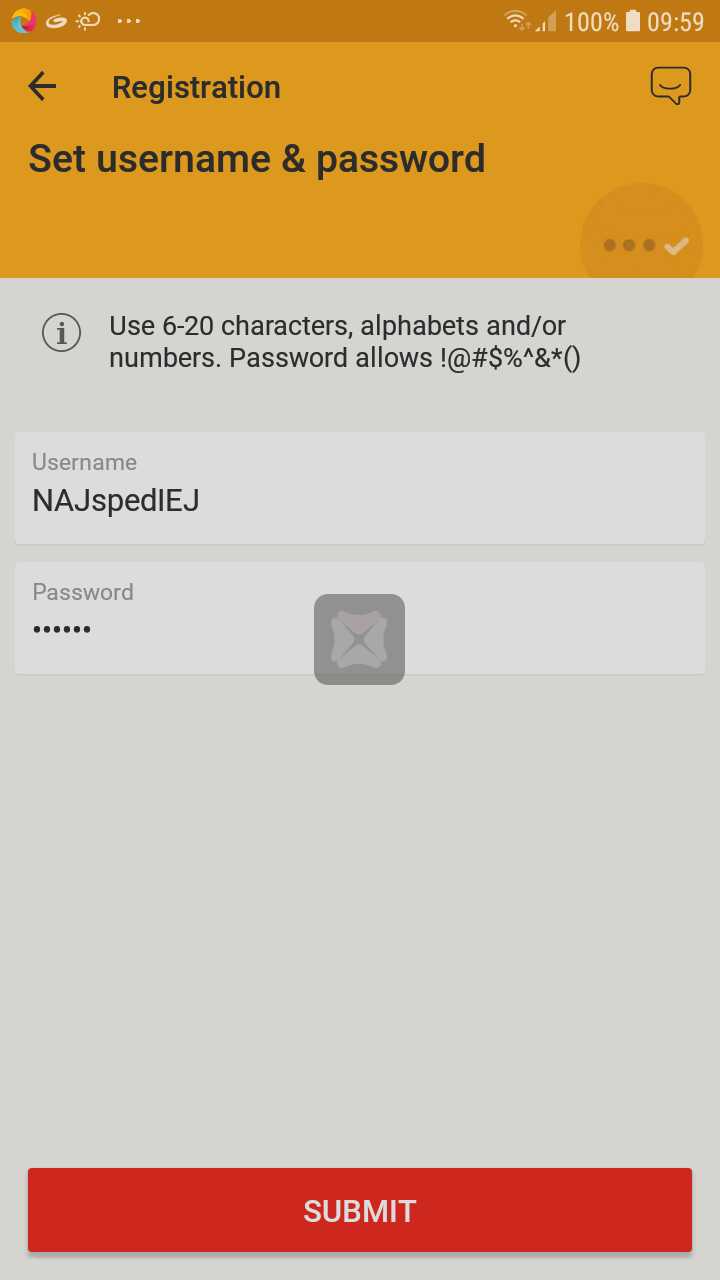 100% 09:59
Registration
Set username & password
Use 6-20 characters, alphabets and/or
numbers. Password allows !@#$%^&*()
Username
NAJspedIEJ
Password
••••••
SUBMIT